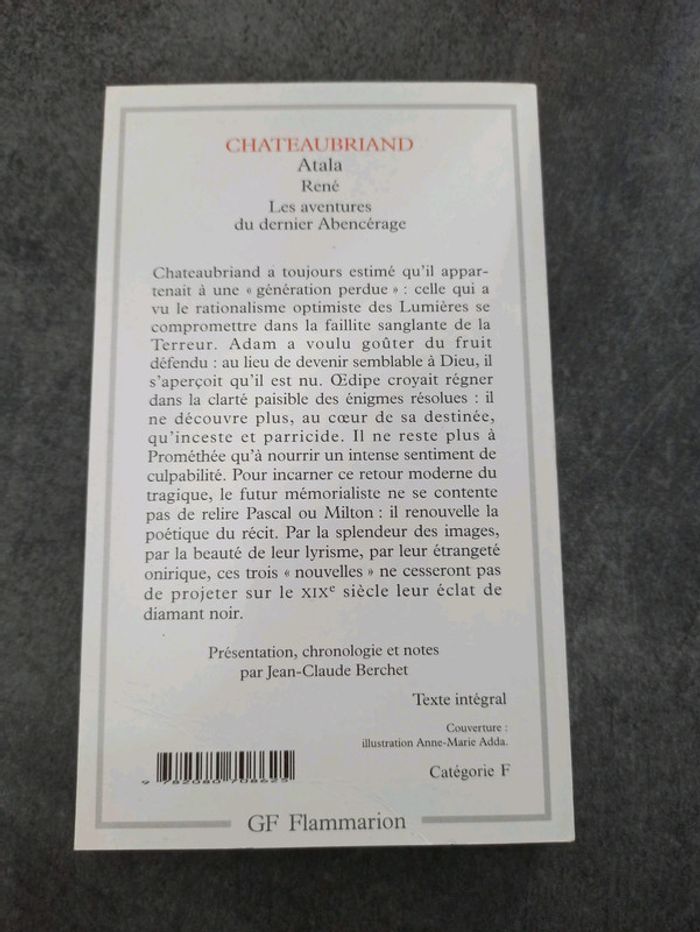 CHATEAUBRIAND
Atala
René
Les aventures
du dernier Abencérage
Chateaubriand a toujours estimé qu'il appar-
tenait à une « génération perdue » : celle qui a
vu le rationalisme optimiste des Lumières se
compromettre dans la faillite sanglante de la
Terreur. Adam a voulu goûter du fruit
défendu : au lieu de devenir semblable à Dieu, il
s'aperçoit qu'il est nu. Œdipe croyait régner
dans la clarté paisible des énigmes résolues : il
ne découvre plus, au cœur de sa destinée,
qu'inceste et parricide. Il ne reste plus à
Prométhée qu'à nourrir un intense sentiment de
culpabilité. Pour incarner ce retour moderne du
tragique, le futur mémorialiste ne se contente
pas de relire Pascal ou Milton : il renouvelle la
poétique du récit. Par la splendeur des images,
par la beauté de leur lyrisme, par leur étrangeté
onirique, ces trois « nouvelles » ne cesseront pas
de projeter sur le XIXe siècle leur éclat de
diamant noir.
Présentation, chronologie et notes
par Jean-Claude Berchet
Texte intégral
Couverture :
illustration Anne-Marie Adda.
9 782080 708625
Catégorie F
GF Flammarion